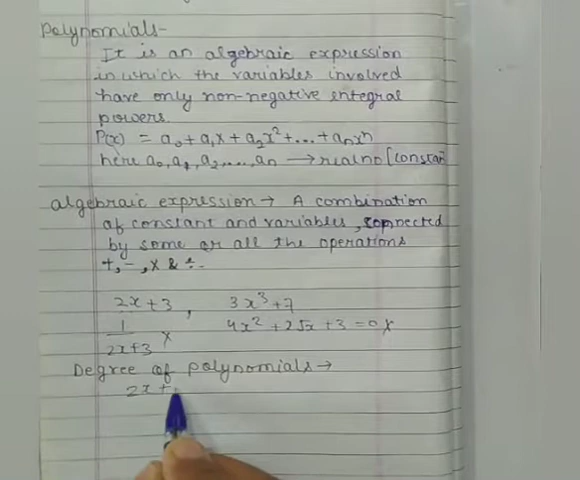 Polynomials-
It is an algebraic expression
in which the variables involved
have only non-negative integral
powers.
P(x) = a₀ + a₁x + a₂x² + ... + aₙxⁿ
here a₀, a₁, a₂, ..., aₙ → real no [constan
algebraic expression → A combination
of constant and variables, connected
by some or all the operations
+, -, x & ÷.
2x+3, 3x³+7
1/2x+3 x 4x² + 2√x + 3 = 0 x
Degree of polynomials →
2x +